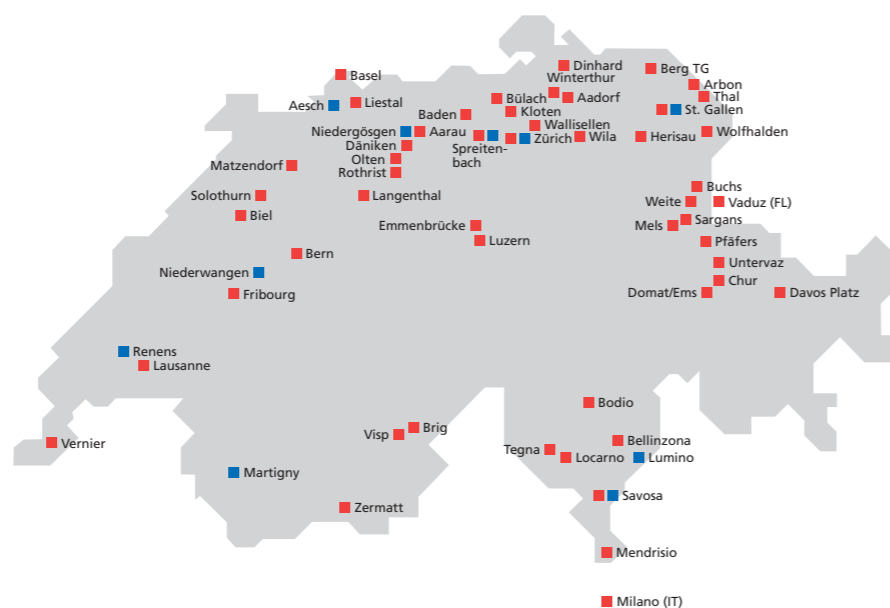 Dinhard
Winterthur
Berg TG
Basel
Arbon
Thal
Aesch
Liestal
Bülach
Aadorf
St. Gallen
Baden
Kloten
Wallisellen
Niedergösgen
Aarau
Spreiten-
bach
Zürich
Wila
Herisau
Wolfhalden
Däniken
Olten
Rothrist
Matzendorf
Solothurn
Langenthal
Buchs
Weite
Vaduz (FL)
Biel
Emmenbrücke
Mels
Sargans
Luzern
Pfäfers
Bern
Untervaz
Niederwangen
Chur
Fribourg
Domat/Ems
Davos Platz
Renens
Lausanne
Bodio
Visp
Brig
Bellinzona
Vernier
Tegna
Locarno
Lumino
Martigny
Savosa
Zermatt
Mendrisio
Milano (IT)